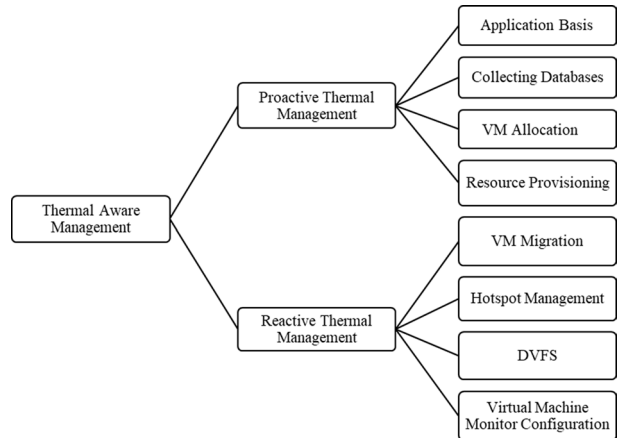 Application Basis
Proactive Thermal
Management
Collecting Databases
VM Allocation
Resource Provisioning
Thermal Aware
Management
VM Migration
Reactive Thermal
Management
Hotspot Management
DVFS
Virtual Machine
Monitor Configuration